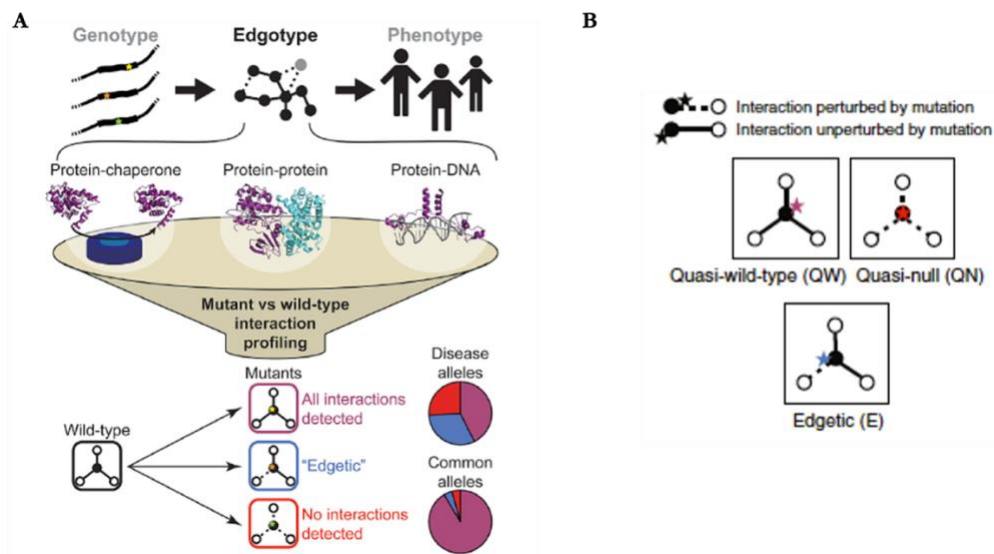 A
Genotype
Edgotype
Phenotype
Protein-chaperone
Protein-protein
Protein-DNA
Mutant vs wild-type
interaction
profiling
Mutants
Disease
alleles
All interactions
detected
Wild-type
"Edgetic"
Common
alleles
No interactions
detected
B
Interaction perturbed by mutation
Interaction unperturbed by mutation
Quasi-wild-type (QW)
Quasi-null (QN)
Edgetic (E)